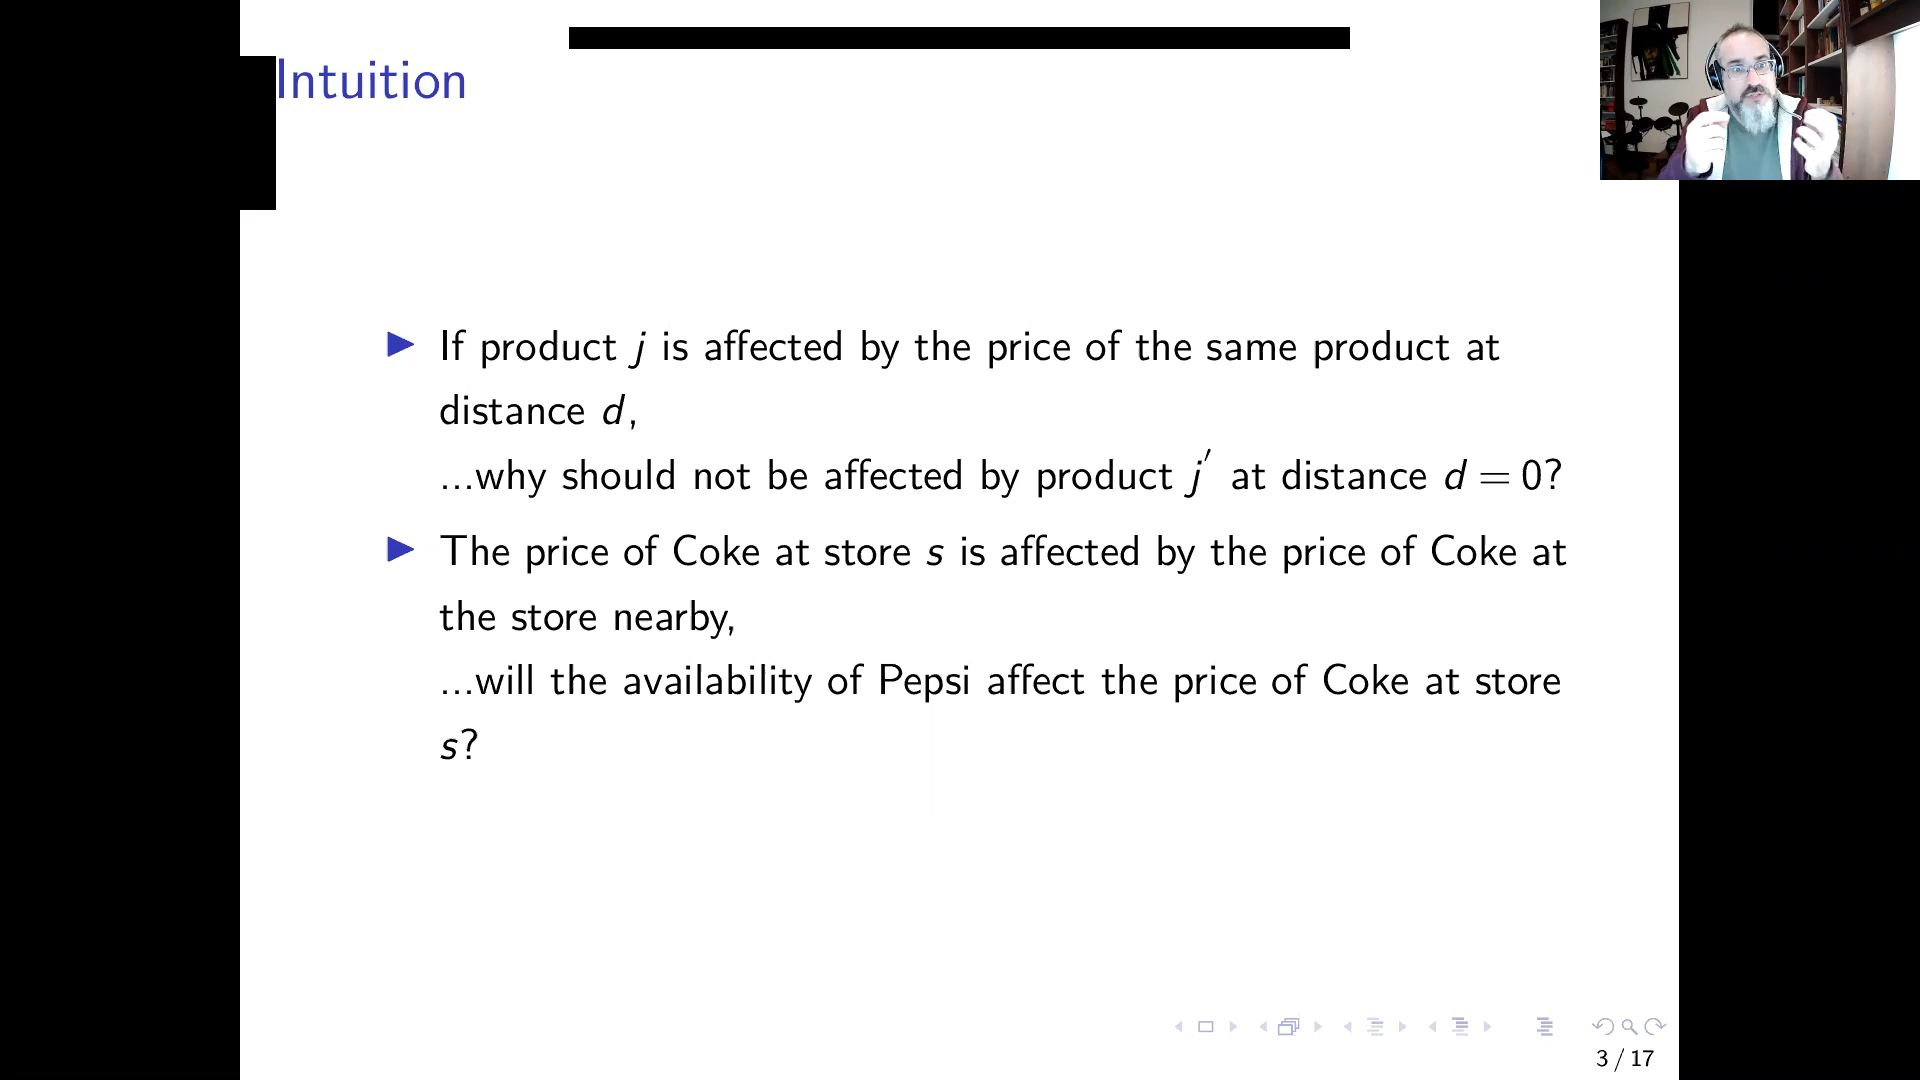 Intuition
If product j is affected by the price of the same product at
distance d,
...why should not be affected by product j′ at distance d = 0?
The price of Coke at store s is affected by the price of Coke at
the store nearby,
...will the availability of Pepsi affect the price of Coke at store
s?
3 / 17